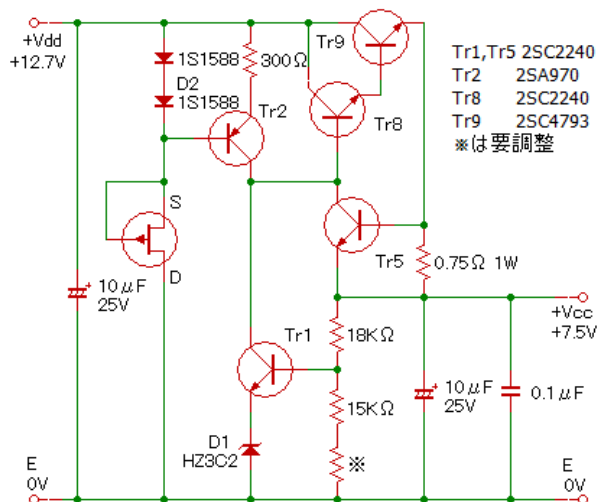 +Vdd
+12.7V
1S1588
D2
1S1588
300Ω
Tr2
Tr9
Tr8
Tr1,Tr5 2SC2240
Tr2 2SA970
Tr8 2SC2240
Tr9 2SC4793
※は要調整
S
D
10μF
25V
+
Tr5
0.75Ω 1W
Tr1
18KΩ
+Vcc
+7.5V
15KΩ
+
10μF
25V
0.1μF
D1
HZ3C2
※
E
0V
E
0V